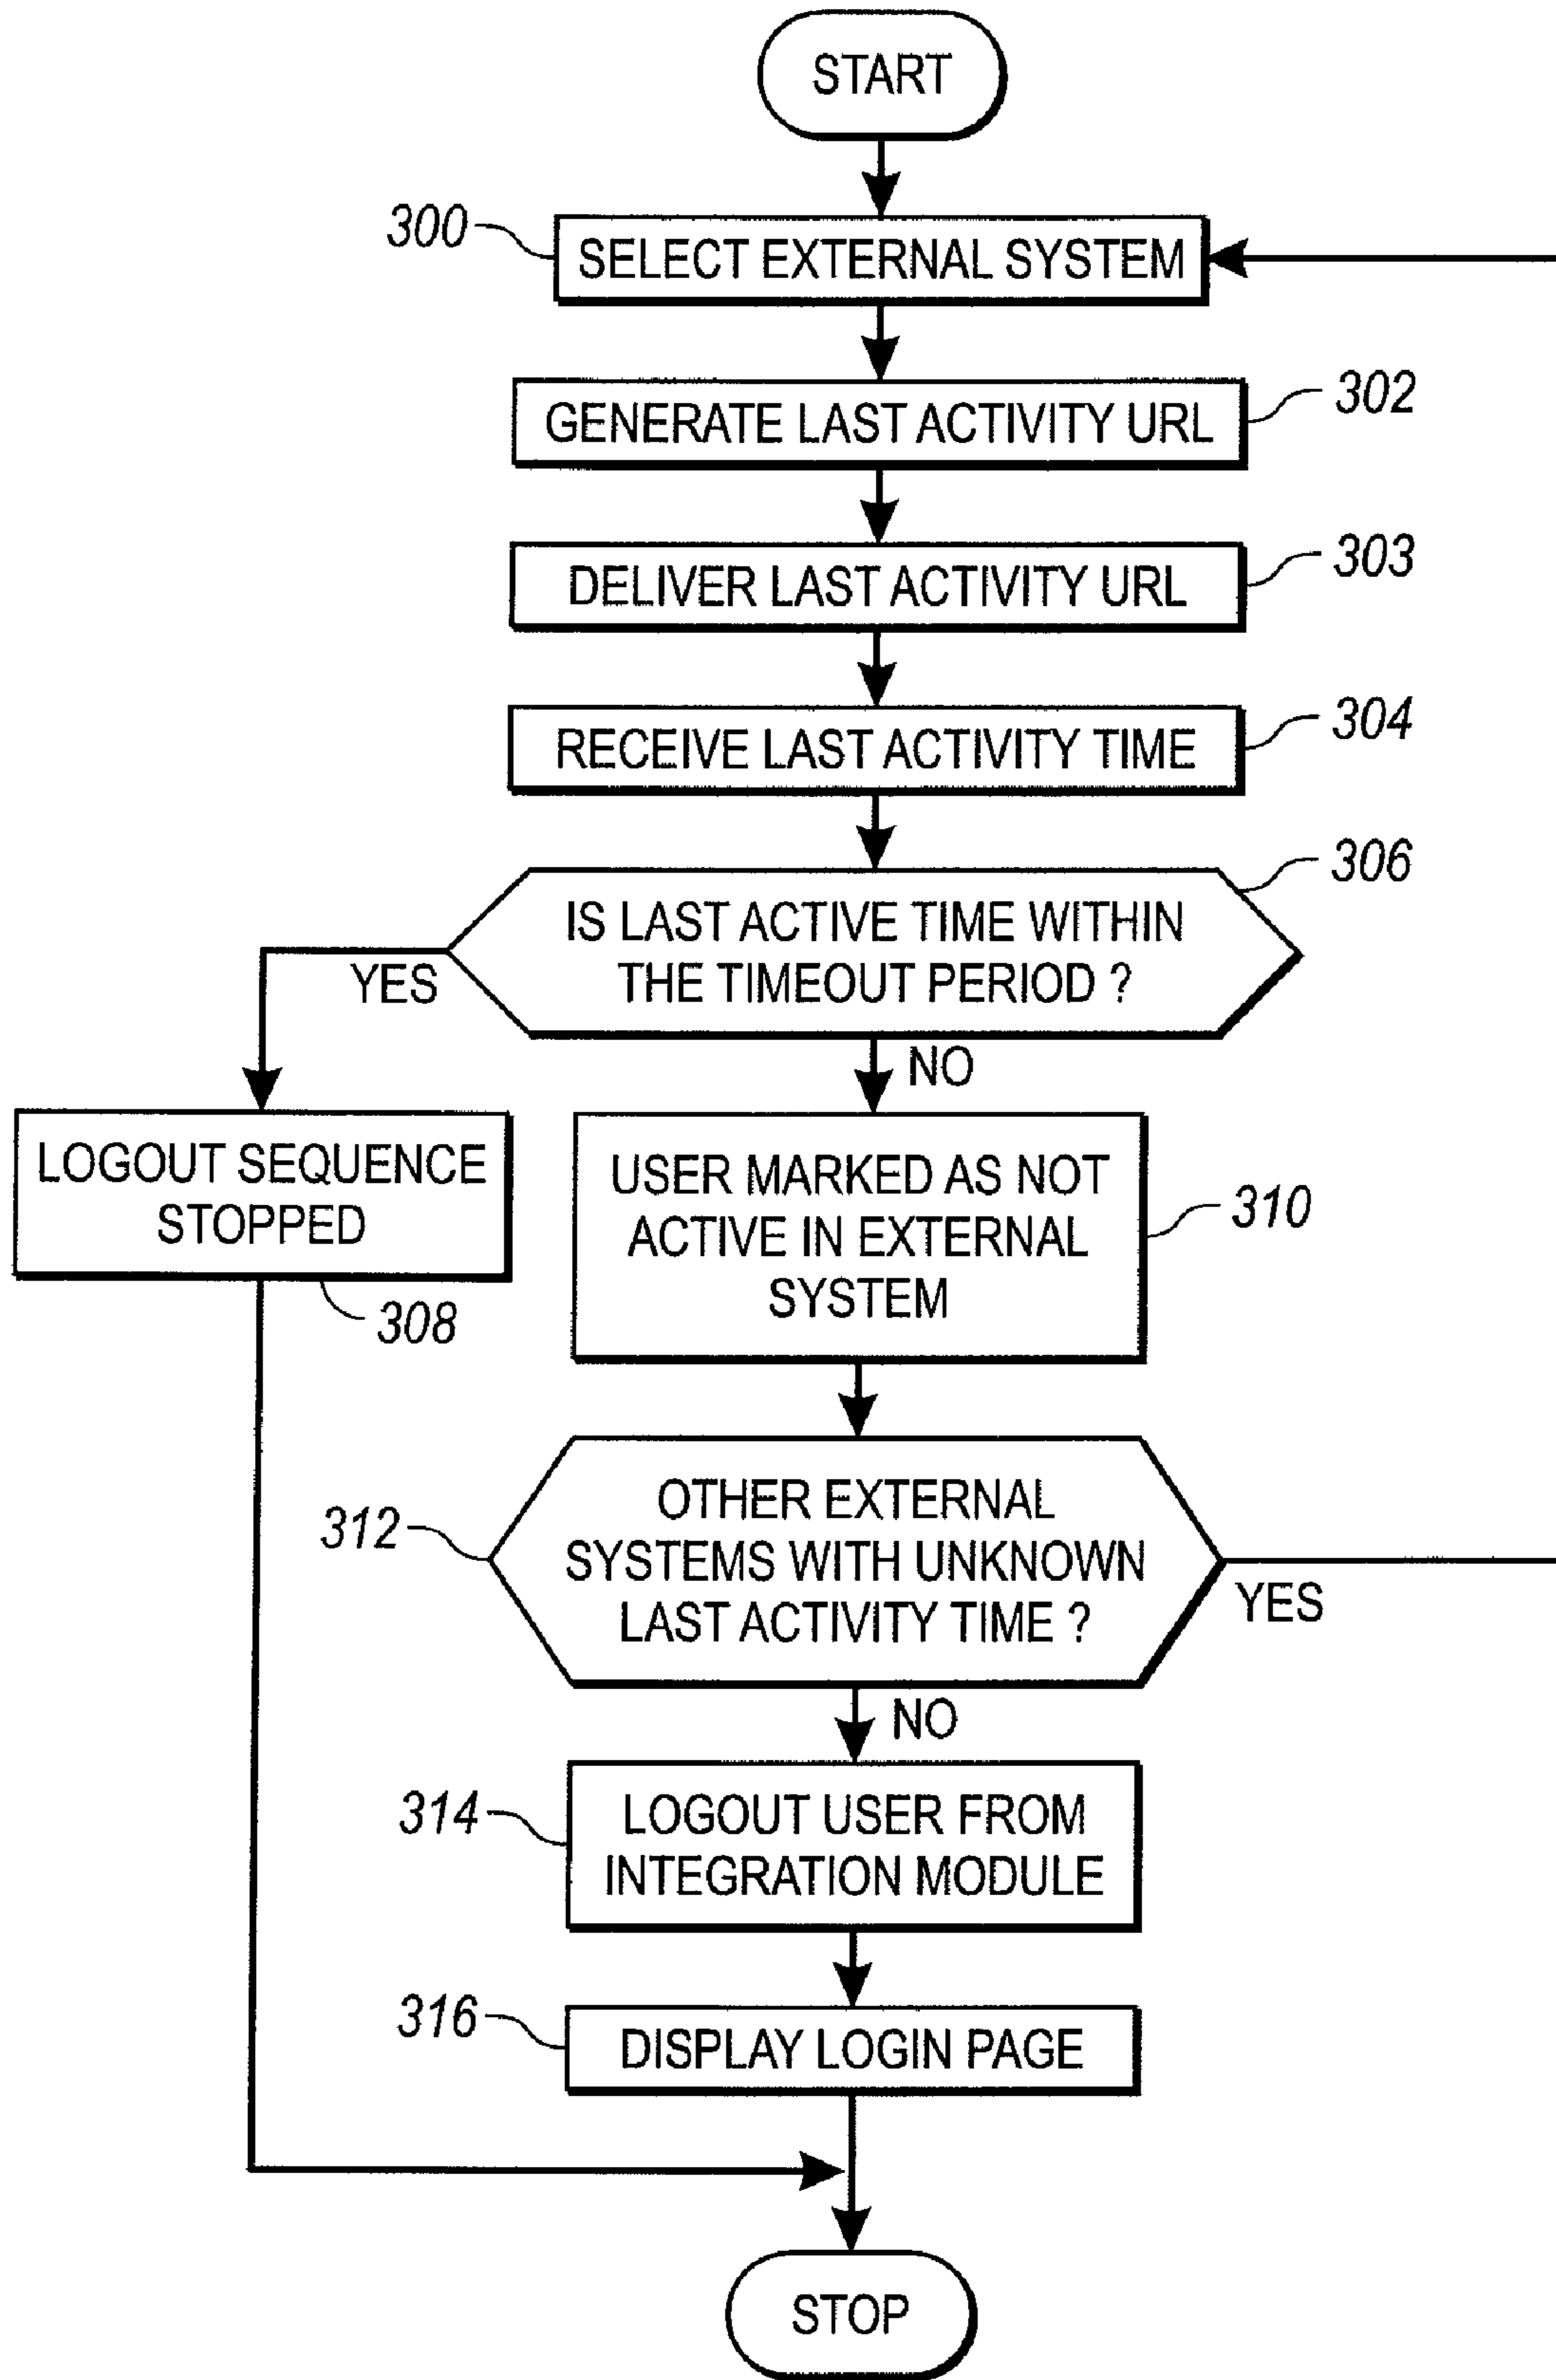 START
300
SELECT EXTERNAL SYSTEM
302
GENERATE LAST ACTIVITY URL
303
DELIVER LAST ACTIVITY URL
304
RECEIVE LAST ACTIVITY TIME
306
IS LAST ACTIVE TIME WITHIN
THE TIMEOUT PERIOD ?
YES
NO
LOGOUT SEQUENCE
STOPPED
308
USER MARKED AS NOT
ACTIVE IN EXTERNAL
SYSTEM
310
312
OTHER EXTERNAL
SYSTEMS WITH UNKNOWN
LAST ACTIVITY TIME ?
YES
NO
314
LOGOUT USER FROM
INTEGRATION MODULE
316
DISPLAY LOGIN PAGE
STOP